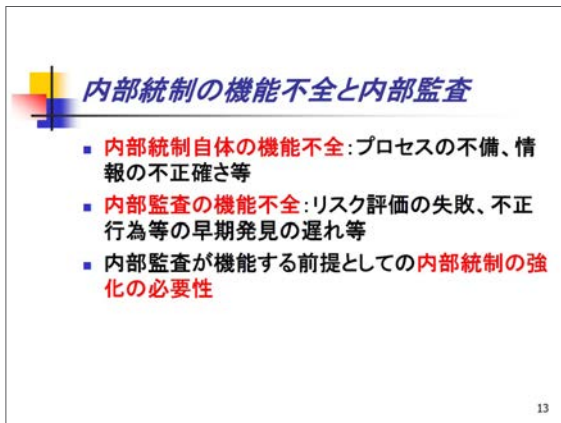 内部統制の機能不全と内部監査
内部統制自体の機能不全：プロセスの不備、情
報の不正確さ等
内部監査の機能不全：リスク評価の失敗、不正
行為等の早期発見の遅れ等
内部監査が機能する前提としての内部統制の強
化の必要性
13